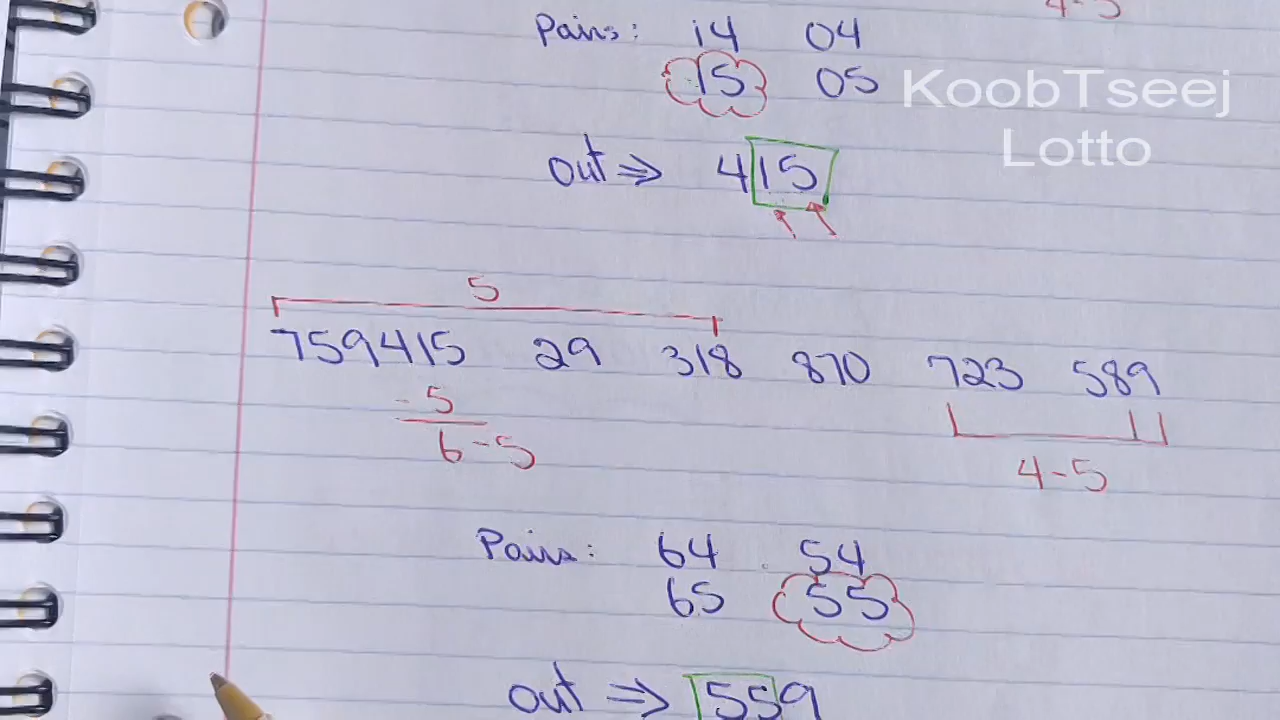 4-5
Pairs: 14 04
15 05
KoobTseej
Lotto
out ⇒ 415
5
759415 29 318 870 723 589
- 5
6-5
4-5
Pairs: 64 54
65 55
out ⇒ 559